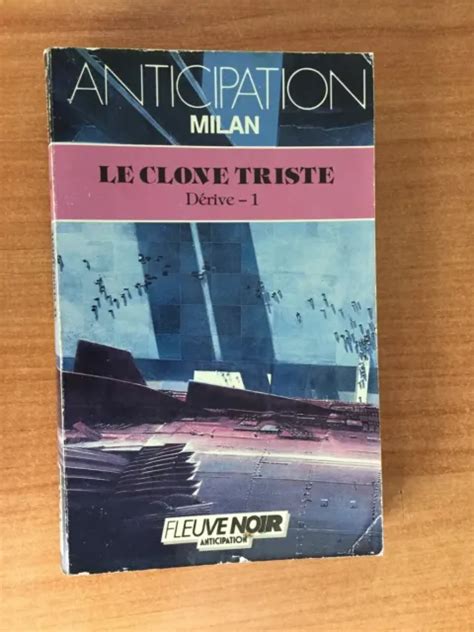 ANTICIPATION
MILAN
LE CLONE TRISTE
Dérive – 1
FLEUVE NOIR
ANTICIPATION